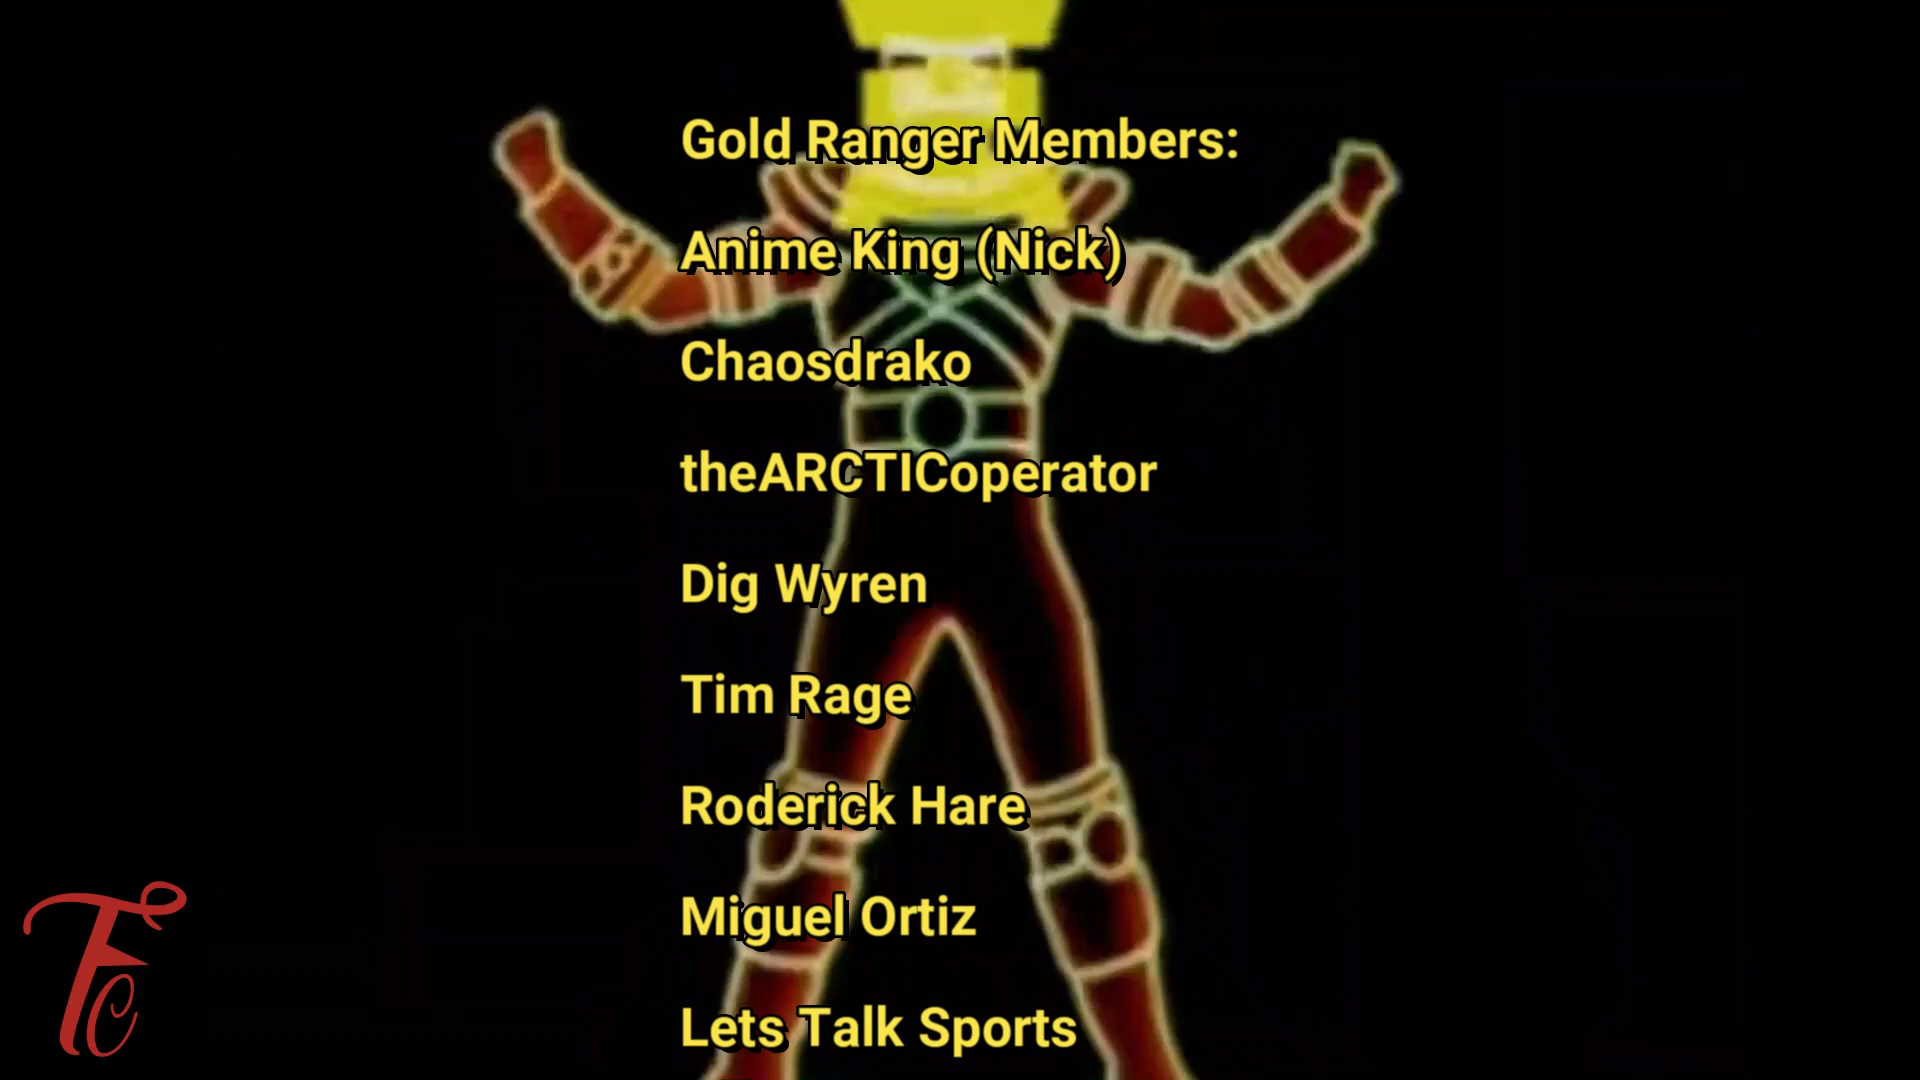 Gold Ranger Members:
Anime King (Nick)
Chaosdrako
theARCTICoperator
Dig Wyren
Tim Rage
Roderick Hare
Miguel Ortiz
Lets Talk Sports
FC